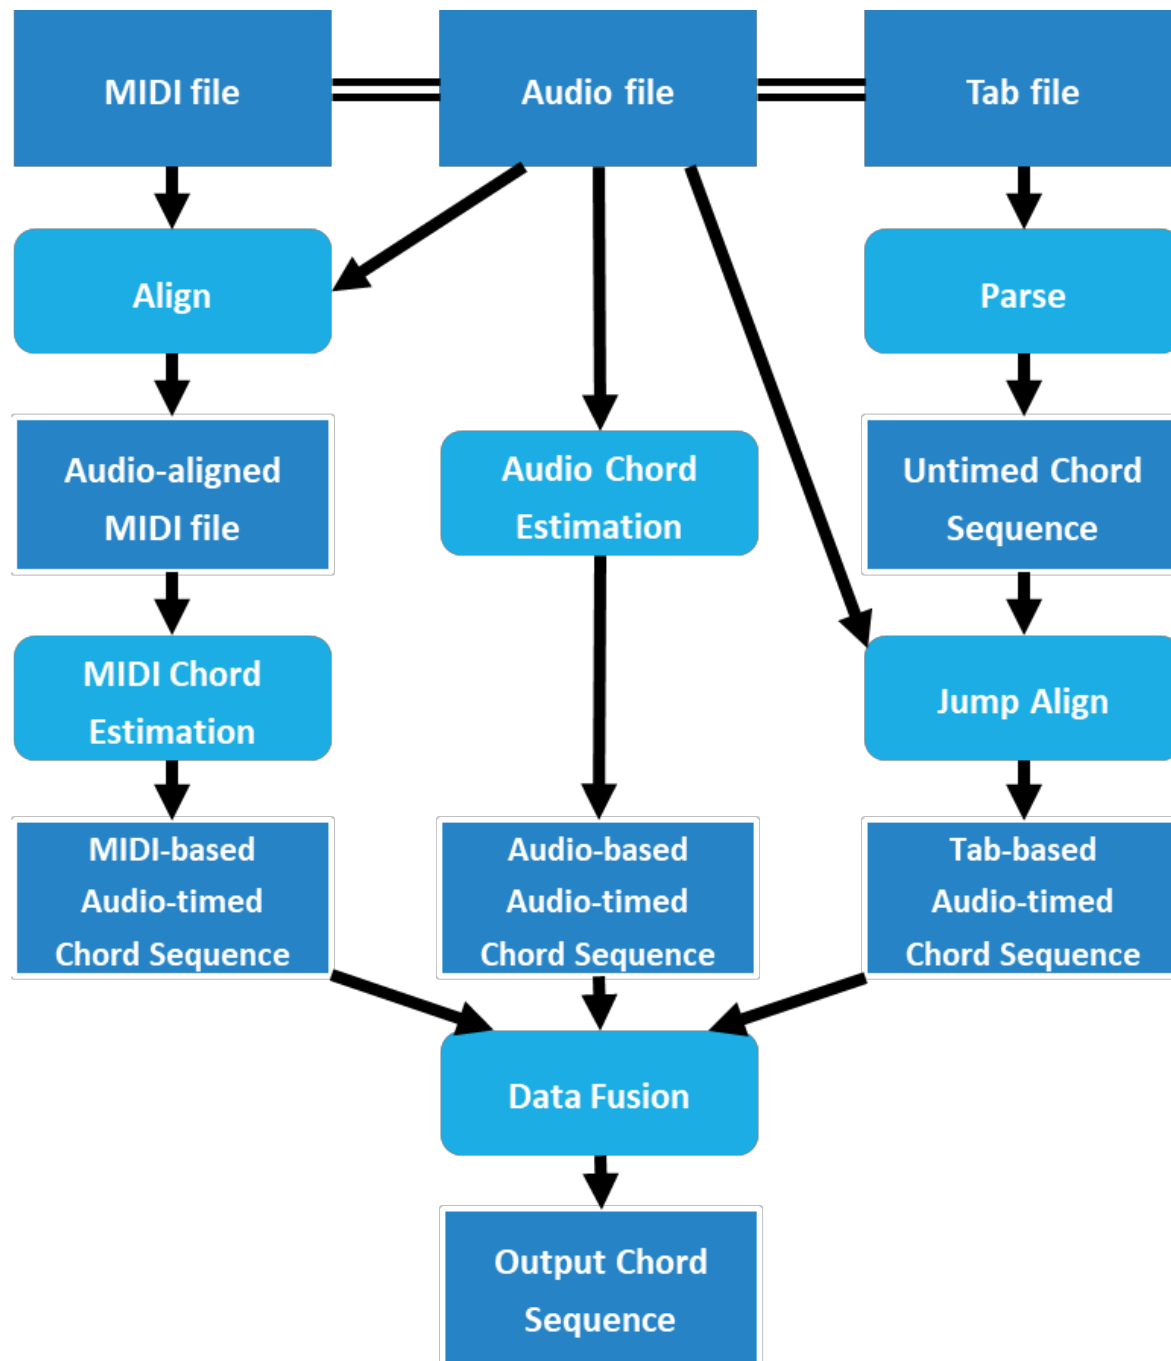 MIDI file
Audio file
Tab file
Align
Parse
Audio-aligned
MIDI file
Audio Chord
Estimation
Untimed Chord
Sequence
MIDI Chord
Estimation
Jump Align
MIDI-based
Audio-timed
Chord Sequence
Audio-based
Audio-timed
Chord Sequence
Tab-based
Audio-timed
Chord Sequence
Data Fusion
Output Chord
Sequence